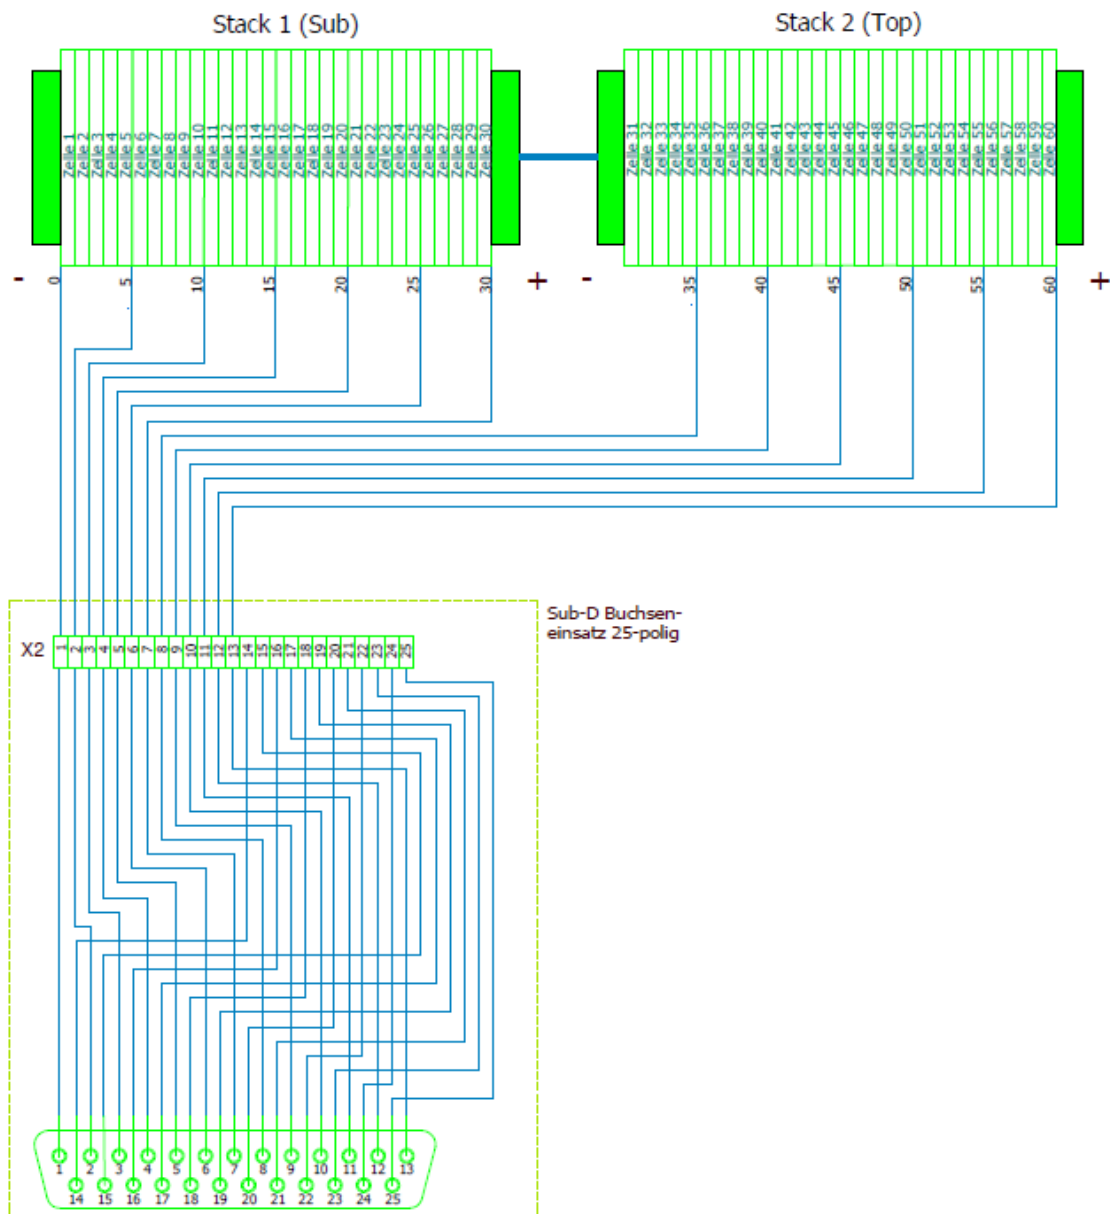 Stack 1 (Sub)
Stack 2 (Top)
Zelle 1
Zelle 2
Zelle 3
Zelle 4
Zelle 5
Zelle 6
Zelle 7
Zelle 8
Zelle 9
Zelle 10
Zelle 11
Zelle 12
Zelle 13
Zelle 14
Zelle 15
Zelle 16
Zelle 17
Zelle 18
Zelle 19
Zelle 20
Zelle 21
Zelle 22
Zelle 23
Zelle 24
Zelle 25
Zelle 26
Zelle 27
Zelle 28
Zelle 29
Zelle 30
Zelle 31
Zelle 32
Zelle 33
Zelle 34
Zelle 35
Zelle 36
Zelle 37
Zelle 38
Zelle 39
Zelle 40
Zelle 41
Zelle 42
Zelle 43
Zelle 44
Zelle 45
Zelle 46
Zelle 47
Zelle 48
Zelle 49
Zelle 50
Zelle 51
Zelle 52
Zelle 53
Zelle 54
Zelle 55
Zelle 56
Zelle 57
Zelle 58
Zelle 59
Zelle 60
- 0 5 10 15 20 25 30 +
- 35 40 45 50 55 60 +
Sub-D Buchsen-
einsatz 25-polig
X2 1 2 3 4 5 6 7 8 9 10 11 12 13 14 15 16 17 18 19 20 21 22 23 24 25
1 2 3 4 5 6 7 8 9 10 11 12 13
14 15 16 17 18 19 20 21 22 23 24 25